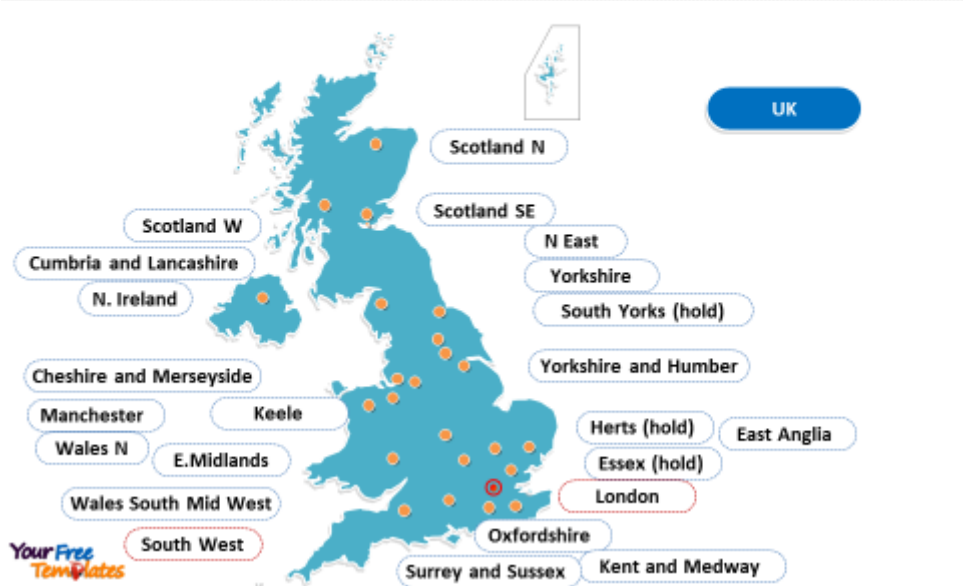 UK
Scotland N
Scotland SE
Scotland W
N East
Cumbria and Lancashire
Yorkshire
N. Ireland
South Yorks (hold)
Yorkshire and Humber
Cheshire and Merseyside
Manchester
Keele
Herts (hold)
East Anglia
Wales N
E.Midlands
Essex (hold)
London
Wales South Mid West
Oxfordshire
South West
Surrey and Sussex
Kent and Medway
Your Free
Templates